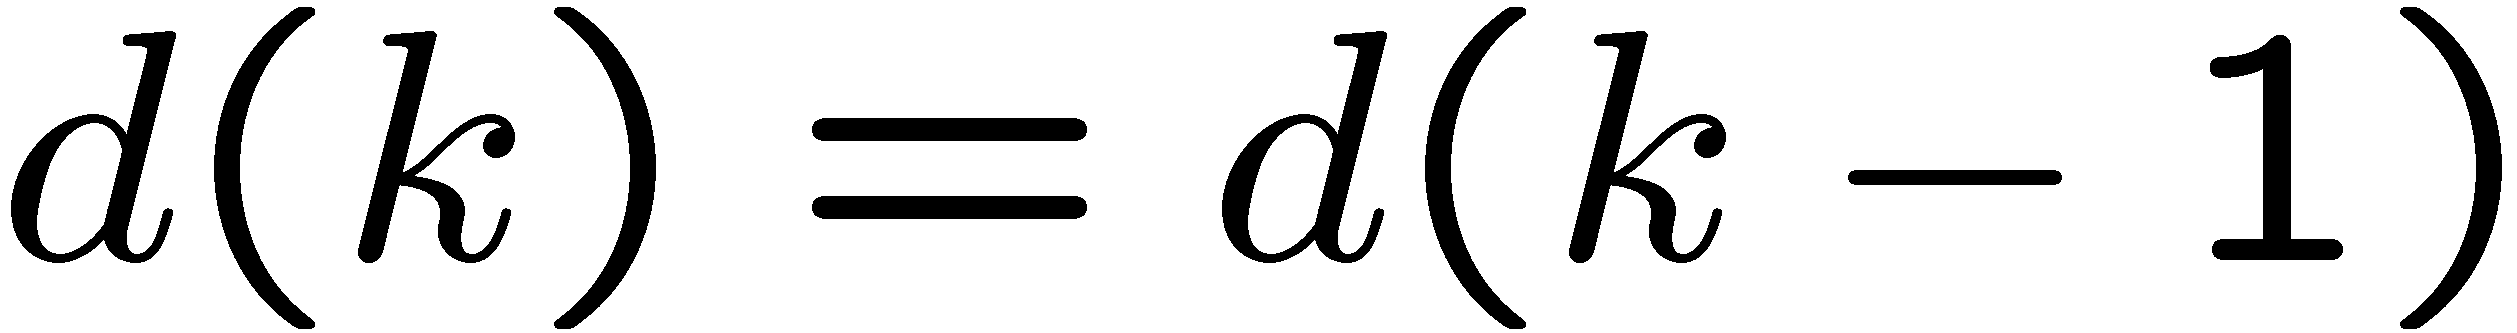 d(k) = d(k − 1)